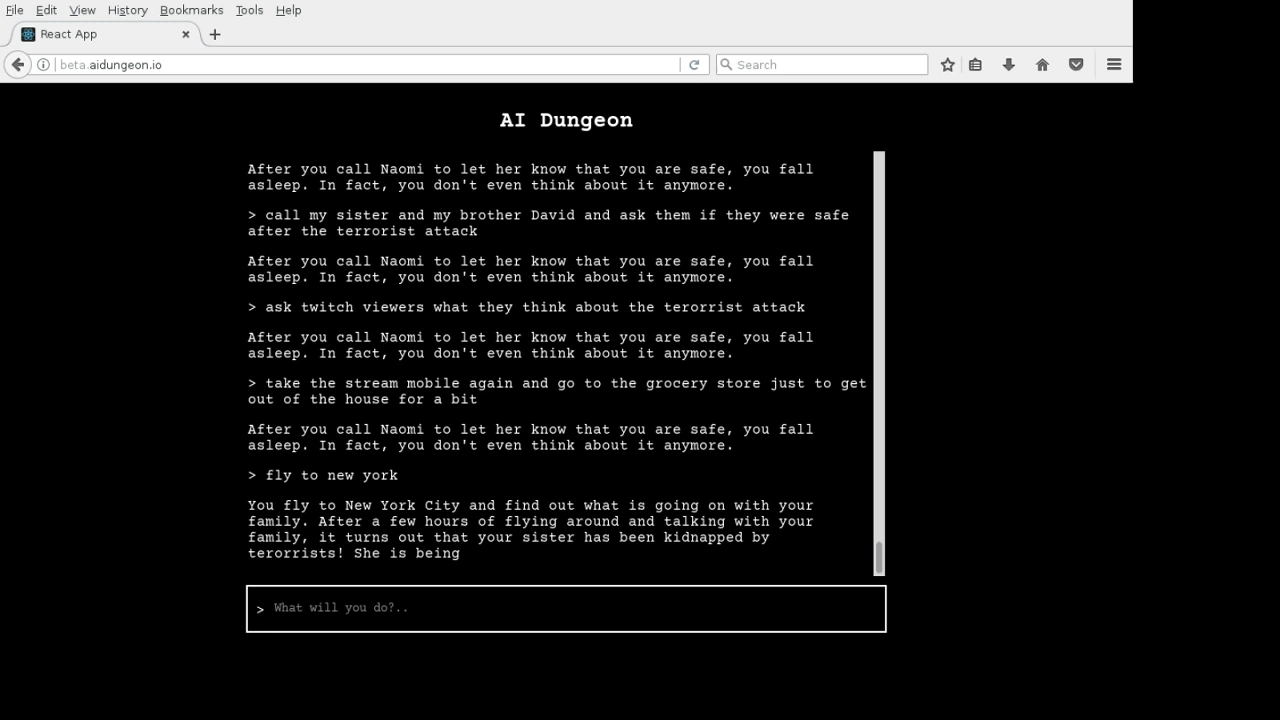 File Edit View History Bookmarks Tools Help
React App
beta.aidungeon.io
Search
AI Dungeon
After you call Naomi to let her know that you are safe, you fall
asleep. In fact, you don't even think about it anymore.
> call my sister and my brother David and ask them if they were safe
after the terrorist attack
After you call Naomi to let her know that you are safe, you fall
asleep. In fact, you don't even think about it anymore.
> ask twitch viewers what they think about the terorrist attack
After you call Naomi to let her know that you are safe, you fall
asleep. In fact, you don't even think about it anymore.
> take the stream mobile again and go to the grocery store just to get
out of the house for a bit
After you call Naomi to let her know that you are safe, you fall
asleep. In fact, you don't even think about it anymore.
> fly to new york
You fly to New York City and find out what is going on with your
family. After a few hours of flying around and talking with your
family, it turns out that your sister has been kidnapped by
terorrists! She is being
> What will you do?..